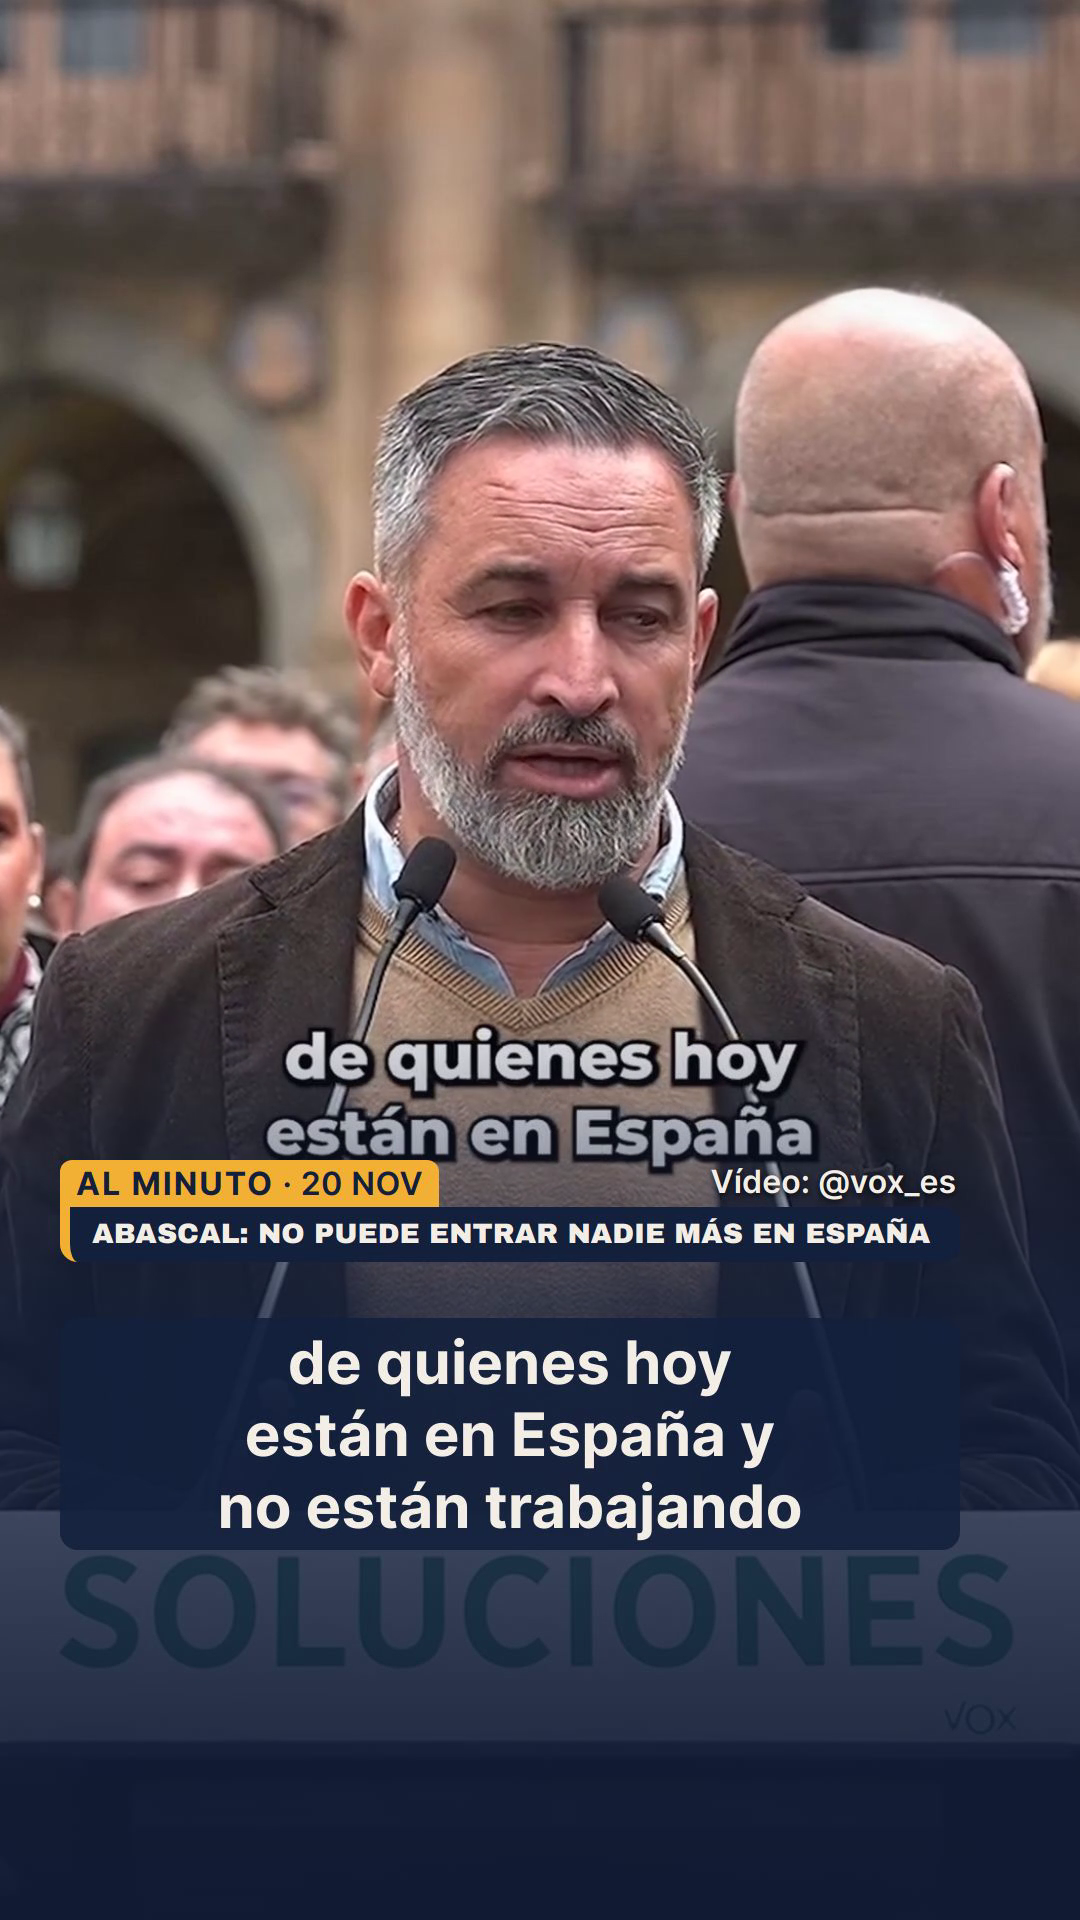 de quienes hoy
están en España
AL MINUTO · 20 NOV
Vídeo: @vox_es
ABASCAL: NO PUEDE ENTRAR NADIE MÁS EN ESPAÑA
de quienes hoy
están en España y
no están trabajando
SOLUCIONES
VOX